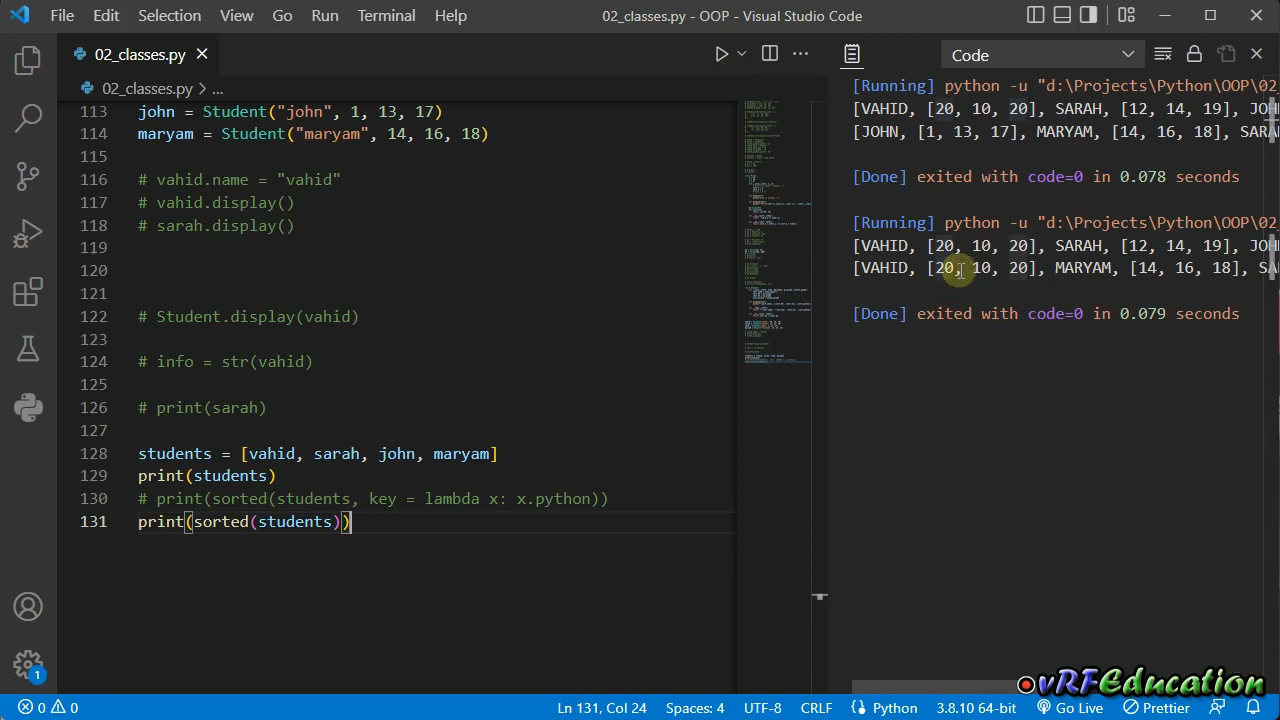 File Edit Selection View Go Run Terminal Help 02_classes.py - OOP - Visual Studio Code
02_classes.py
Code
02_classes.py > ...
113 john = Student("john", 1, 13, 17)
114 maryam = Student("maryam", 14, 16, 18)
115
116 # vahid.name = "vahid"
117 # vahid.display()
118 # sarah.display()
119
120
121
122 # Student.display(vahid)
123
124 # info = str(vahid)
125
126 # print(sarah)
127
128 students = [vahid, sarah, john, maryam]
129 print(students)
130 # print(sorted(students, key = lambda x: x.python))
131 print(sorted(students))
[Running] python -u "d:\Projects\Python\OOP\02_
[VAHID, [20, 10, 20], SARAH, [12, 14, 19], JOH
[JOHN, [1, 13, 17], MARYAM, [14, 16, 18], SARA
[Done] exited with code=0 in 0.078 seconds
[Running] python -u "d:\Projects\Python\OOP\02_
[VAHID, [20, 10, 20], SARAH, [12, 14, 19], JOH
[VAHID, [20, 10, 20], MARYAM, [14, 16, 18], SA
[Done] exited with code=0 in 0.079 seconds
1
vRFEducation
0 0 Ln 131, Col 24 Spaces: 4 UTF-8 CRLF Python 3.8.10 64-bit Go Live Prettier